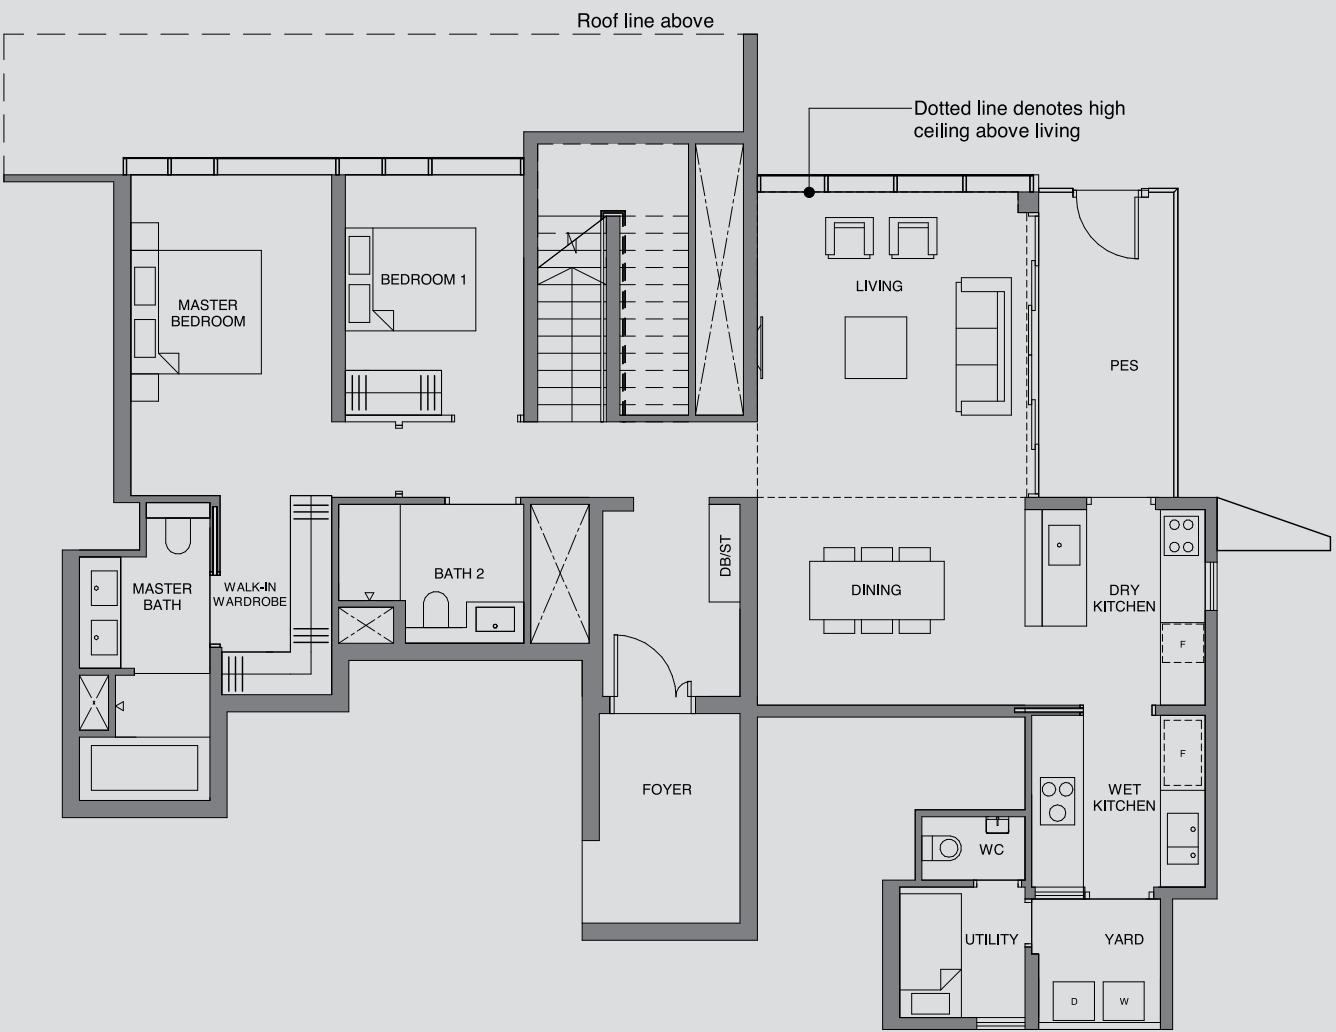 Roof line above
Dotted line denotes high
ceiling above living
BEDROOM 1
LIVING
MASTER
BEDROOM
PES
DB/ST
BATH 2
MASTER
BATH
WALK-IN
WARDROBE
DINING
DRY
KITCHEN
F
F
FOYER
WET
KITCHEN
WC
UTILITY
YARD
D
W